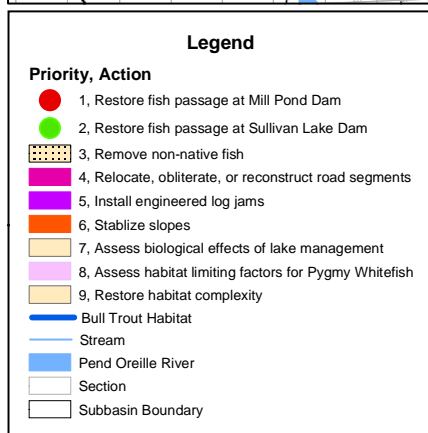 Legend
Priority, Action
1, Restore fish passage at Mill Pond Dam
2, Restore fish passage at Sullivan Lake Dam
3, Remove non-native fish
4, Relocate, obliterate, or reconstruct road segments
5, Install engineered log jams
6, Stablize slopes
7, Assess biological effects of lake management
8, Assess habitat limiting factors for Pygmy Whitefish
9, Restore habitat complexity
Bull Trout Habitat
Stream
Pend Oreille River
Section
Subbasin Boundary